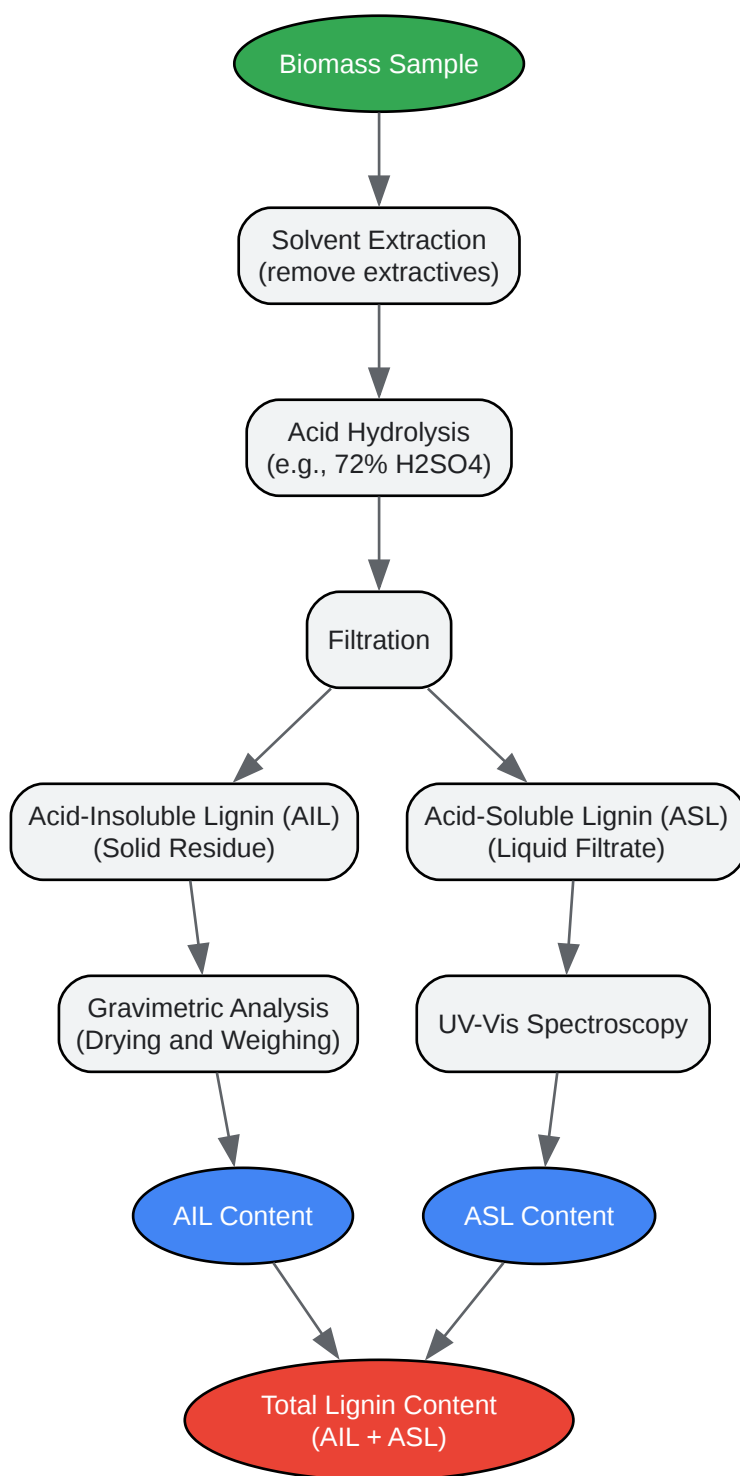 Biomass Sample
Solvent Extraction
(remove extractives)
Acid Hydrolysis
(e.g., 72% H2SO4)
Filtration
Acid-Insoluble Lignin (AIL)
(Solid Residue)
Acid-Soluble Lignin (ASL)
(Liquid Filtrate)
Gravimetric Analysis
(Drying and Weighing)
UV-Vis Spectroscopy
AIL Content
ASL Content
Total Lignin Content
(AIL + ASL)